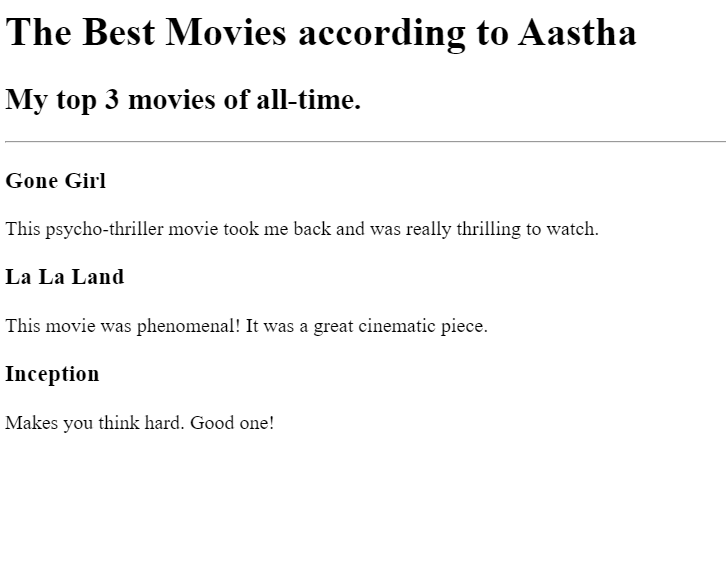 The Best Movies according to Aastha
My top 3 movies of all-time.
Gone Girl
This psycho-thriller movie took me back and was really thrilling to watch.
La La Land
This movie was phenomenal! It was a great cinematic piece.
Inception
Makes you think hard. Good one!